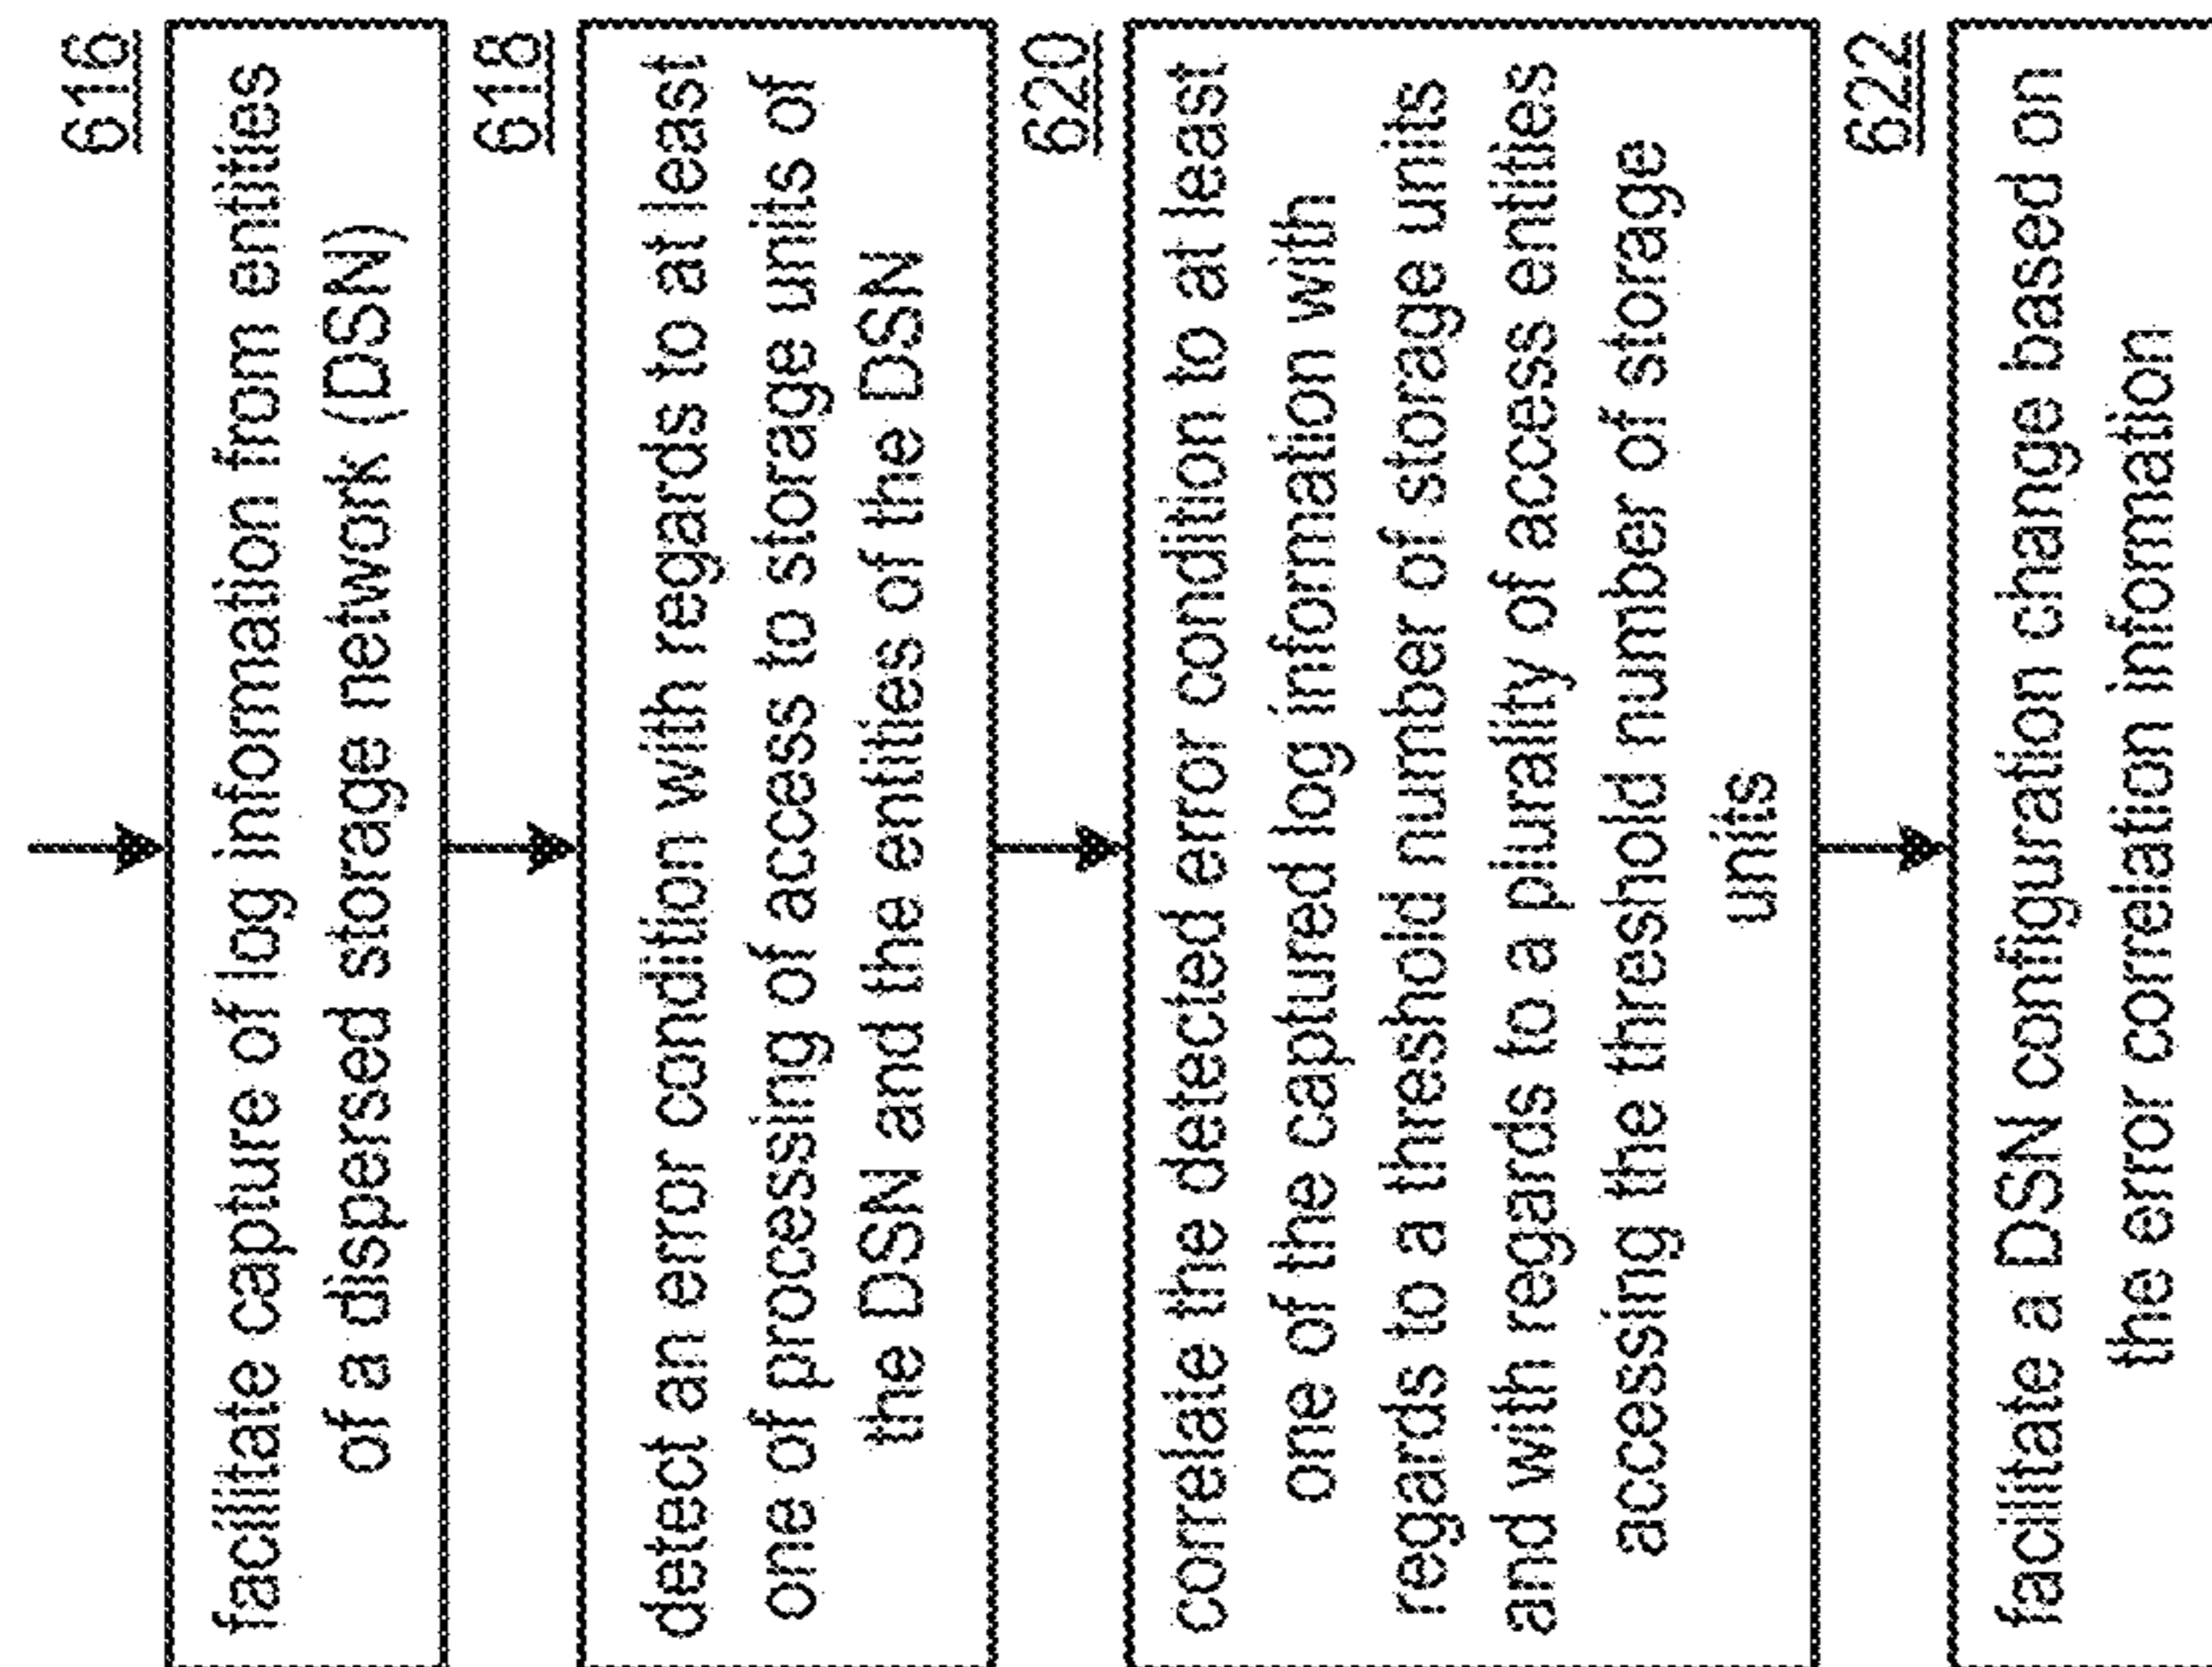 616
facilitate capture of log information from entities
of a dispersed storage network (DSN)
618
detect an error condition with regards to at least
one of processing of access to storage units of
the DSN and the entities of the DSN
620
correlate the detected error condition to at least
one of the captured log information with
regards to a threshold number of storage units
and with regards to a plurality of access entities
accessing the threshold number of storage
units
622
facilitate a DSN configuration change based on
the error correlation information